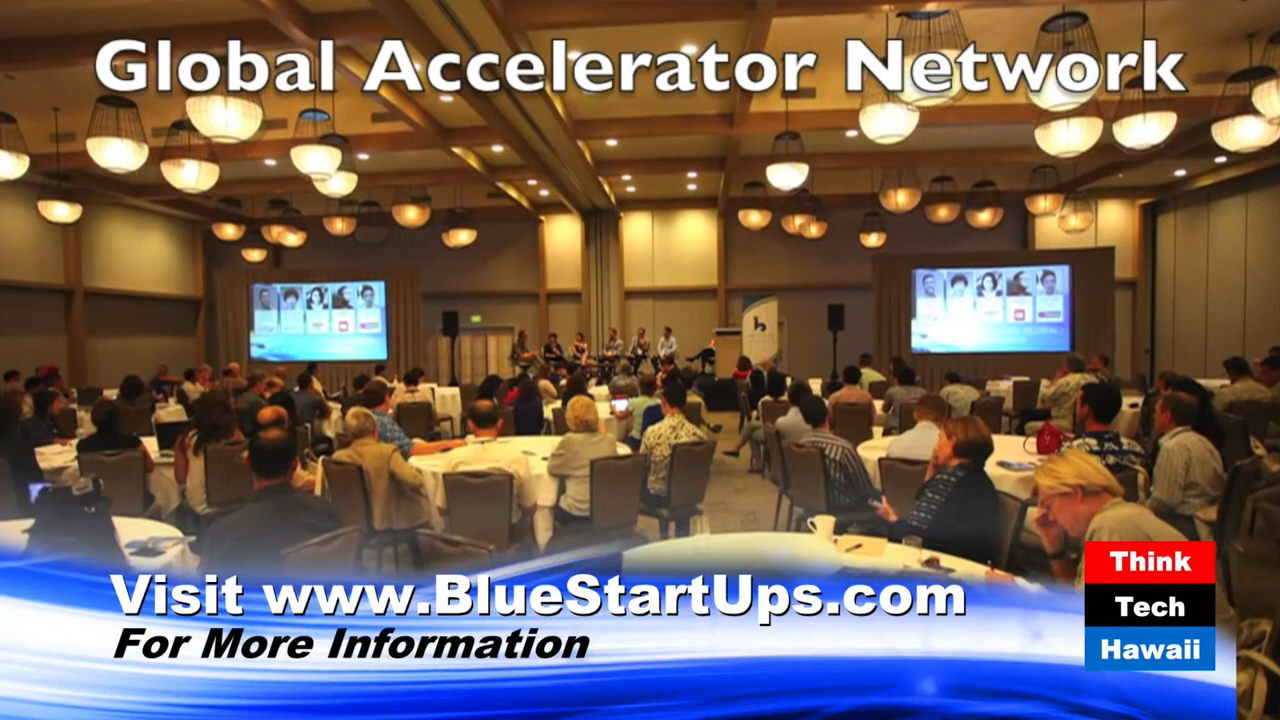 Global Accelerator Network
Visit www.BlueStartUps.com
For More Information
Think
Tech
Hawaii